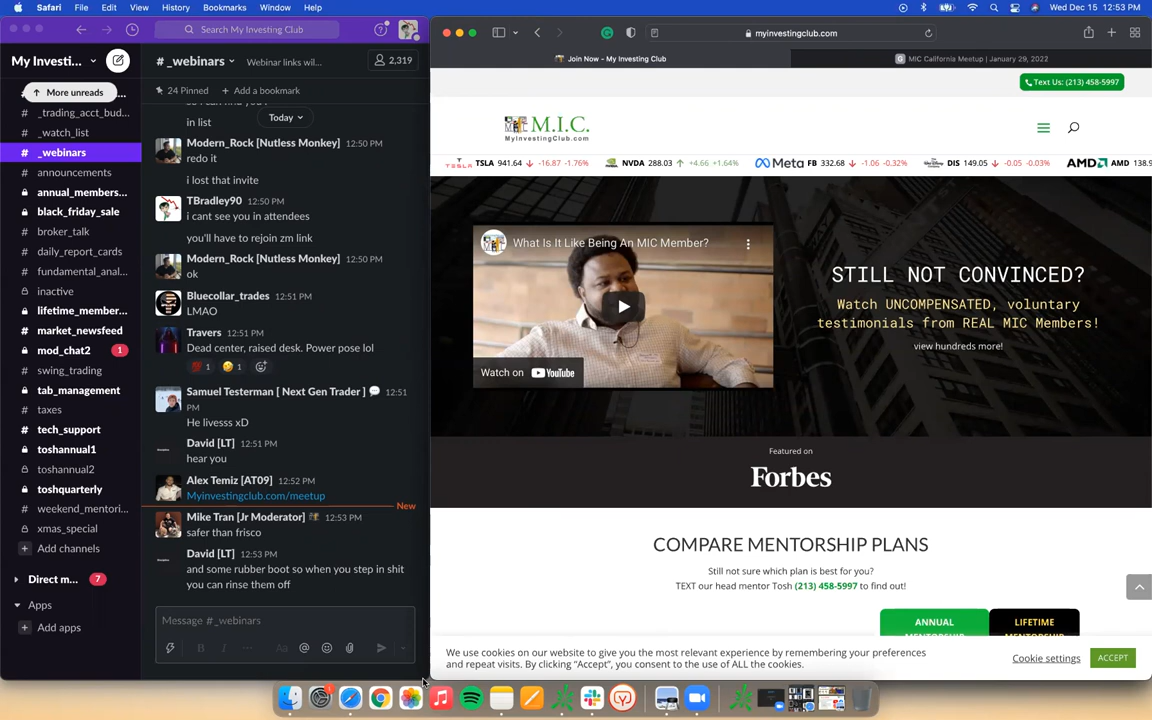 Safari File Edit View History Bookmarks Window Help
Wed Dec 15 12:53 PM
Search My Investing Club
My Investi...
More unreads
# _trading_acct_bud...
# _watch_list
# _webinars
# announcements
annual_members...
black_friday_sale
# broker_talk
# daily_report_cards
# fundamental_anal...
inactive
lifetime_member...
# market_newsfeed
mod_chat2 1
# swing_trading
tab_management
# taxes
# tech_support
toshannual1
toshannual2
toshquarterly
# weekend_mentori...
xmas_special
+ Add channels
Direct m... 7
Apps
+ Add apps
# _webinars
Webinar links wil...
2,319
24 Pinned
+ Add a bookmark
in list
Today
Modern_Rock [Nutless Monkey] 12:50 PM
redo it
i lost that invite
TBradley90 12:50 PM
i cant see you in attendees
you'll have to rejoin zm link
Modern_Rock [Nutless Monkey] 12:50 PM
ok
Bluecollar_trades 12:51 PM
LMAO
Travers 12:51 PM
Dead center, raised desk. Power pose lol
1 1
Samuel Testerman [ Next Gen Trader ] 12:51
PM
He livesss xD
David [LT] 12:51 PM
hear you
Alex Temiz [AT09] 12:52 PM
Myinvestingclub.com/meetup
New
Mike Tran [Jr Moderator] 12:53 PM
safer than frisco
David [LT] 12:53 PM
and some rubber boot so when you step in shit
you can rinse them off
Message #_webinars
myinvestingclub.com
Join Now - My Investing Club
MIC California Meetup | January 29, 2022
Text Us: (213) 458-5997
M.I.C.
MyInvestingClub.com
TESLA TSLA 941.64 -16.87 -1.76% NVDA 288.03 +4.66 +1.64% Meta FB 332.68 -1.06 -0.32% DIS 149.05 -0.05 -0.03% AMD AMD 138.9
What Is It Like Being An MIC Member?
Watch on YouTube
STILL NOT CONVINCED?
Watch UNCOMPENSATED, voluntary
testimonials from REAL MIC Members!
view hundreds more!
Featured on
Forbes
COMPARE MENTORSHIP PLANS
Still not sure which plan is best for you?
TEXT our head mentor Tosh (213) 458-5997 to find out!
ANNUAL
LIFETIME
We use cookies on our website to give you the most relevant experience by remembering your preferences
and repeat visits. By clicking “Accept”, you consent to the use of ALL the cookies.
Cookie settings
ACCEPT